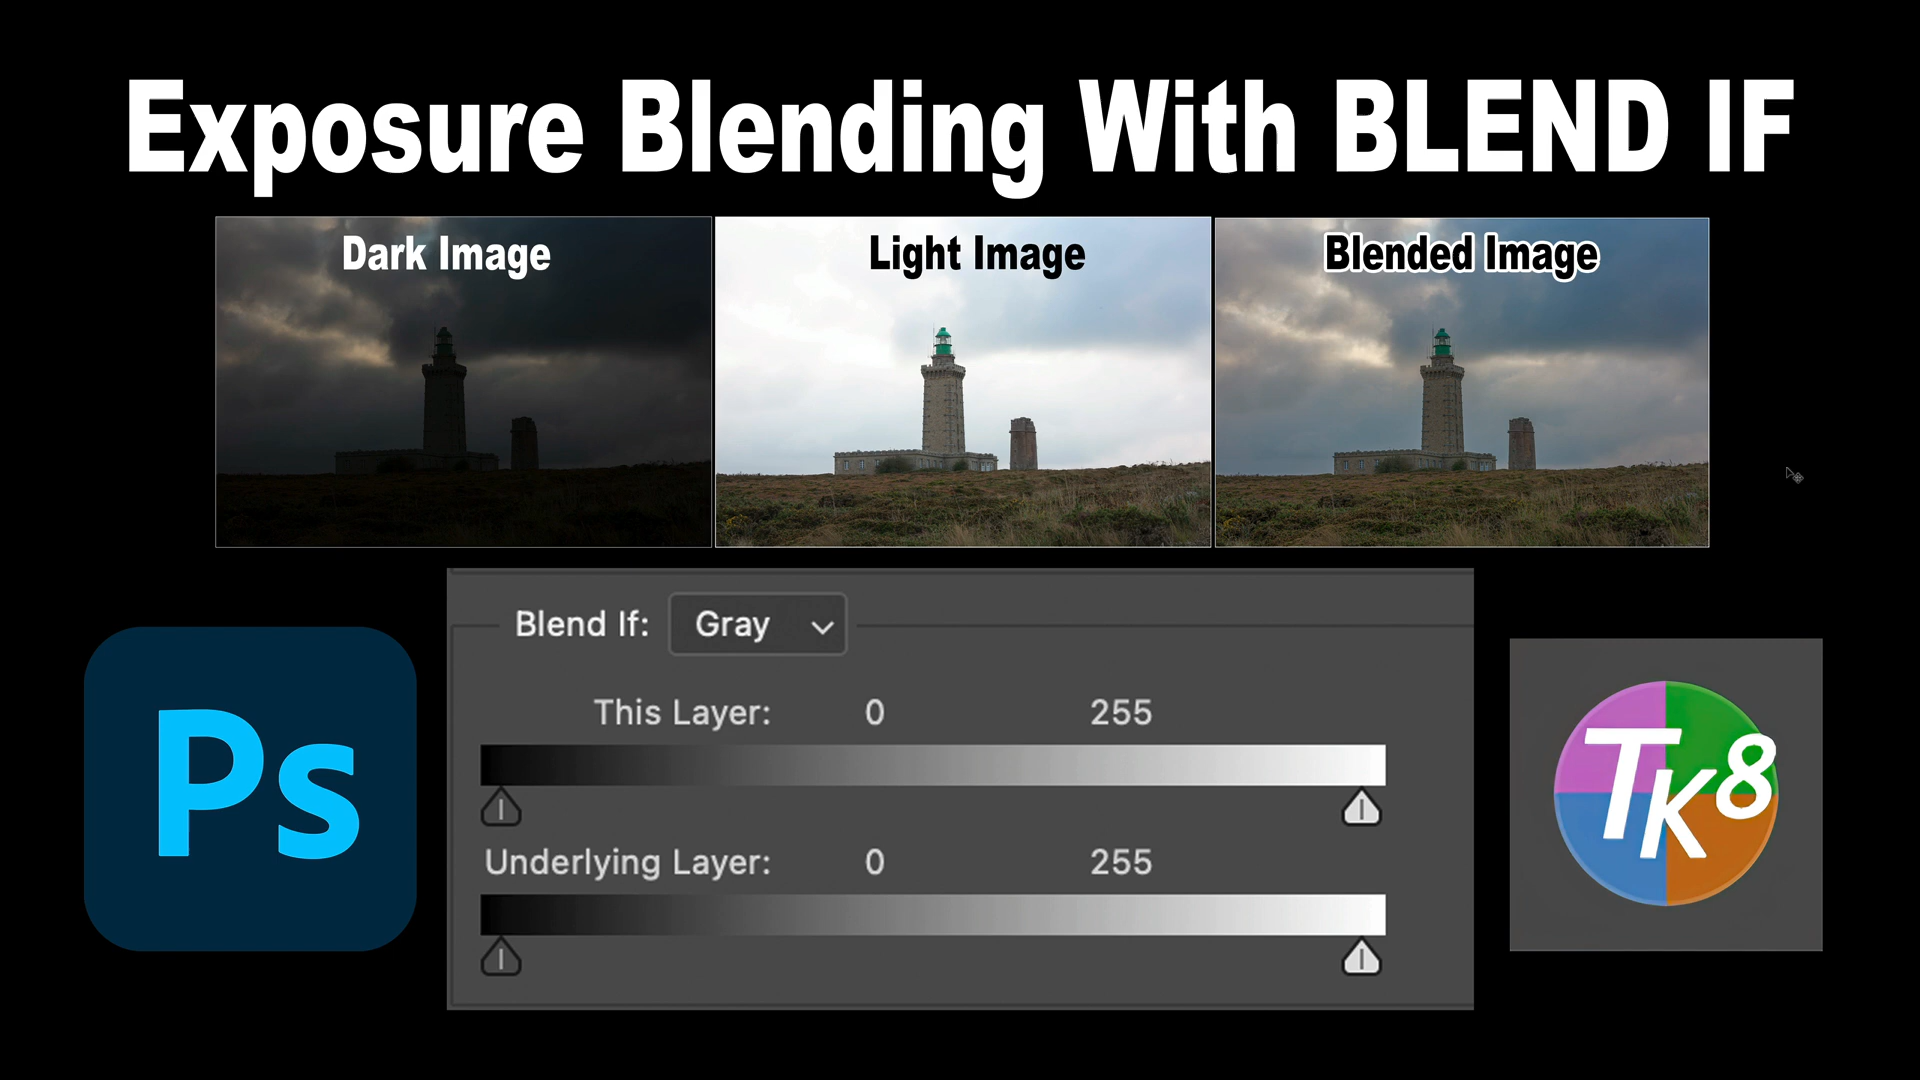 Exposure Blending With BLEND IF
Dark Image
Light Image
Blended Image
Blend If: Gray
This Layer: 0 255
Underlying Layer: 0 255
Ps
TK8